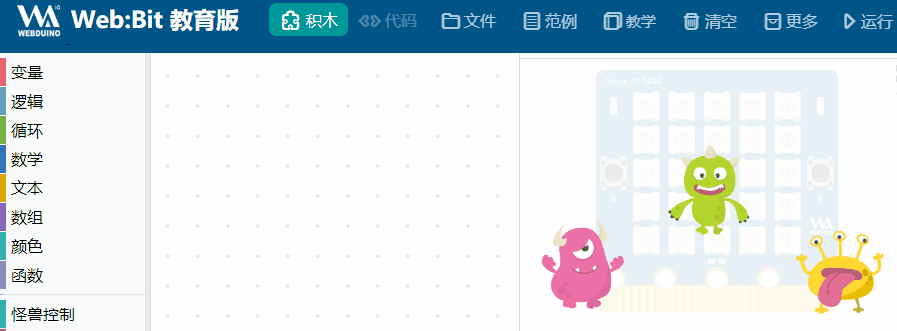 WEBDUINO
Web:Bit 教育版
积木
代码
文件
范例
教学
清空
更多
运行
变量
逻辑
循环
数学
文本
数组
颜色
函数
怪兽控制
Device ID: 1234
A
B